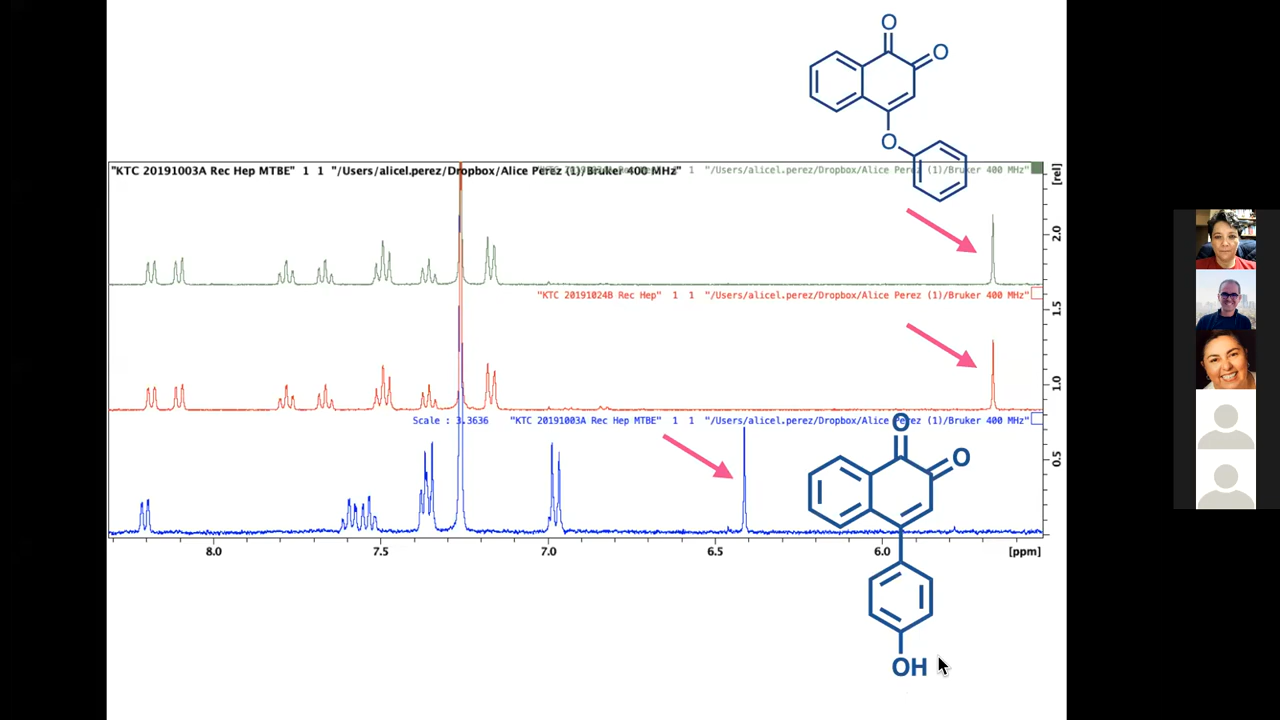 O
O
O
"KTC 20191003A Rec Hep MTBE" 1 1 "/Users/alicel.perez/Dropbox/Alice Perez (1)/Bruker 400 MHz"
1 "/Users/alicel.perez/Dropbox/Alice Perez (1)/Bruker 400 MHz"
[rel]
2.0
"KTC 20191024B Rec Hep" 1 1 "/Users/alicel.perez/Dropbox/Alice Perez (1)/Bruker 400 MHz"
1.5
1.0
Scale : 3.3636 "KTC 20191003A Rec Hep MTBE" 1 1 "/Users/alicel.perez/Dropbox/Alice Perez (1)/Bruker 400 MHz"
O
O
0.5
8.0 7.5 7.0 6.5 6.0 [ppm]
OH